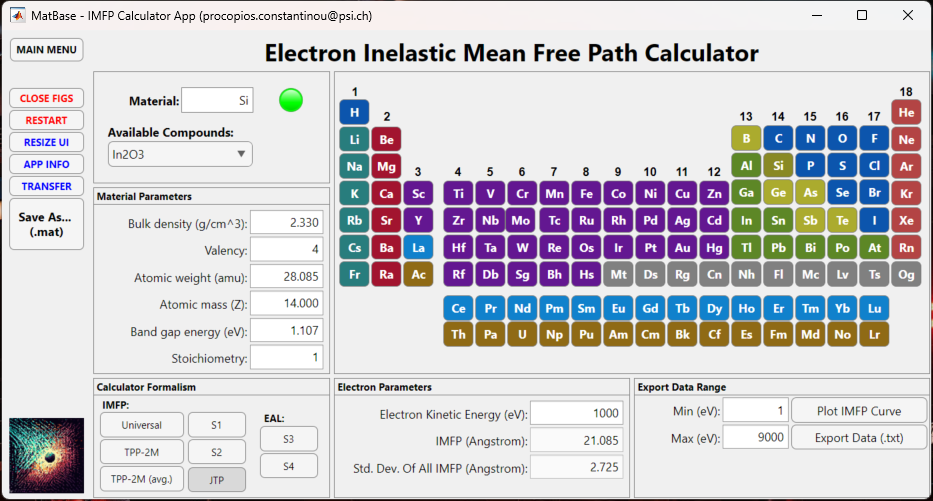 MatBase - IMFP Calculator App (procopios.constantinou@psi.ch)
MAIN MENU
Electron Inelastic Mean Free Path Calculator
CLOSE FIGS
RESTART
RESIZE UI
APP INFO
TRANSFER
Save As...
(.mat)
Material: Si
Available Compounds:
In2O3
Material Parameters
Bulk density (g/cm^3): 2.330
Valency: 4
Atomic weight (amu): 28.085
Atomic mass (Z): 14.000
Band gap energy (eV): 1.107
Stoichiometry: 1
1 18
H 2 13 14 15 16 17 He
Li Be B C N O F Ne
Na Mg 3 4 5 6 7 8 9 10 11 12 Al Si P S Cl Ar
K Ca Sc Ti V Cr Mn Fe Co Ni Cu Zn Ga Ge As Se Br Kr
Rb Sr Y Zr Nb Mo Tc Ru Rh Pd Ag Cd In Sn Sb Te I Xe
Cs Ba La Hf Ta W Re Os Ir Pt Au Hg Tl Pb Bi Po At Rn
Fr Ra Ac Rf Db Sg Bh Hs Mt Ds Rg Cn Nh Fl Mc Lv Ts Og
Ce Pr Nd Pm Sm Eu Gd Tb Dy Ho Er Tm Yb Lu
Th Pa U Np Pu Am Cm Bk Cf Es Fm Md No Lr
Calculator Formalism
IMFP:
Universal S1
TPP-2M S2
TPP-2M (avg.) JTP
EAL:
S3
S4
Electron Parameters
Electron Kinetic Energy (eV): 1000
IMFP (Angstrom): 21.085
Std. Dev. Of All IMFP (Angstrom): 2.725
Export Data Range
Min (eV): 1 Plot IMFP Curve
Max (eV): 9000 Export Data (.txt)